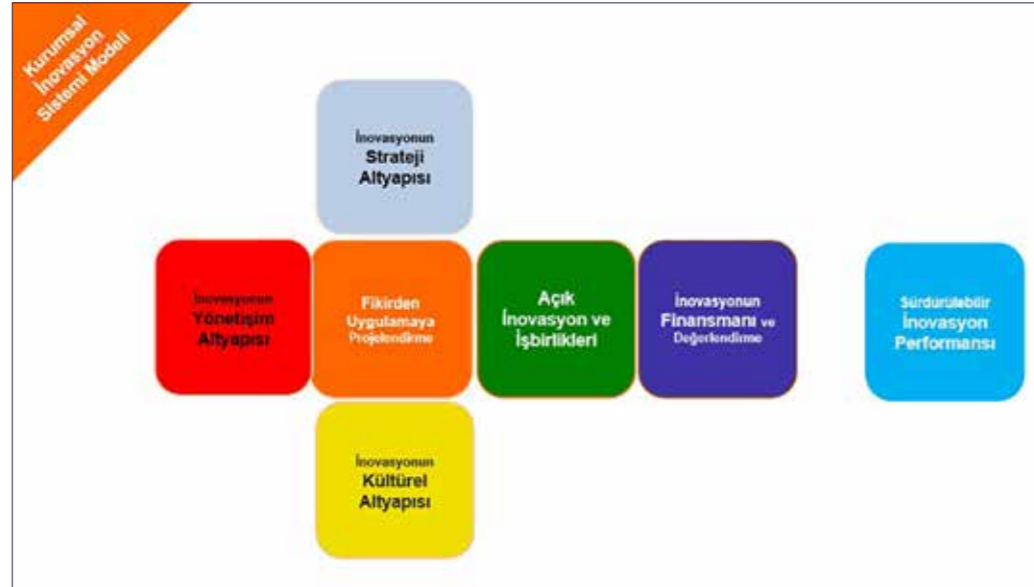 Kurumsal
İnovasyon
Sistemi Modeli
İnovasyonun
Strateji
Altyapısı
İnovasyonun
Yönetişim
Altyapısı
Fikirden
Uygulamaya
Projelendirme
Açık
İnovasyon ve
İşbirlikleri
İnovasyonun
Finansmanı ve
Değerlendirme
Sürdürülebilir
İnovasyon
Performansı
İnovasyonun
Kültürel
Altyapısı